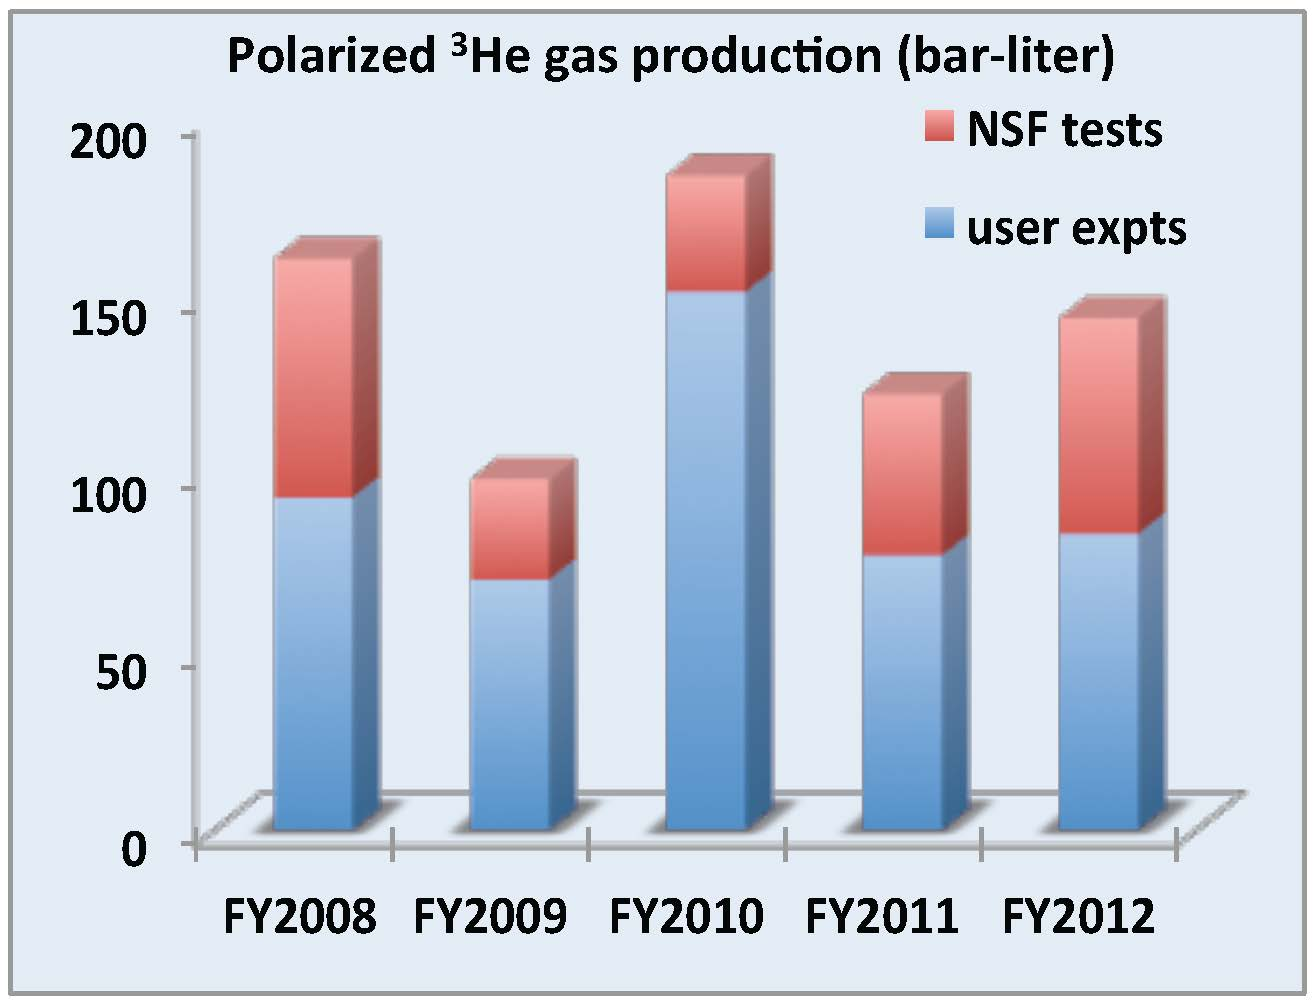 Polarized ³He gas production (bar-liter)
NSF tests
user expts
200
150
100
50
0
FY2008 FY2009 FY2010 FY2011 FY2012